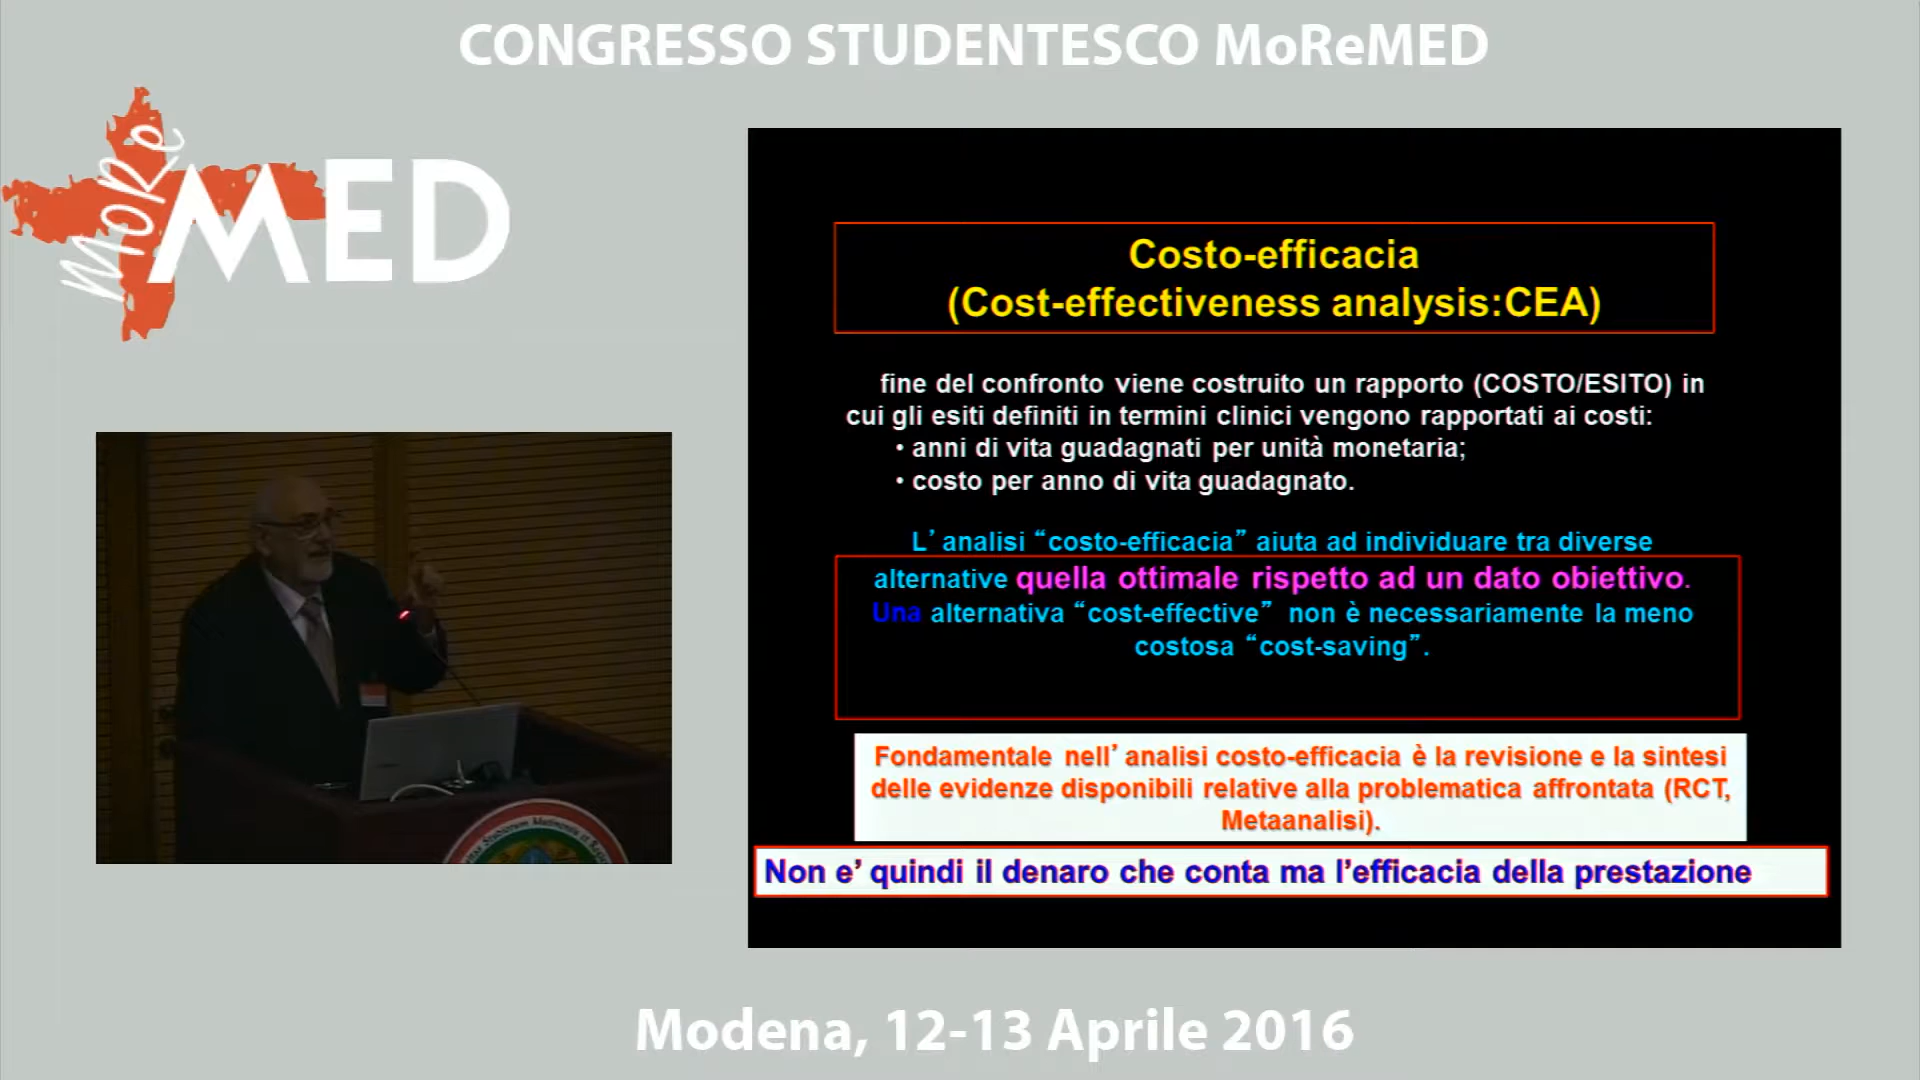 CONGRESSO STUDENTESCO MoReMED
MoRe
MED
Costo-efficacia
(Cost-effectiveness analysis:CEA)
fine del confronto viene costruito un rapporto (COSTO/ESITO) in
cui gli esiti definiti in termini clinici vengono rapportati ai costi:
• anni di vita guadagnati per unità monetaria;
• costo per anno di vita guadagnato.
L’ analisi “costo-efficacia” aiuta ad individuare tra diverse
alternative quella ottimale rispetto ad un dato obiettivo.
Una alternativa “cost-effective” non è necessariamente la meno
costosa “cost-saving”.
Fondamentale nell’ analisi costo-efficacia è la revisione e la sintesi
delle evidenze disponibili relative alla problematica affrontata (RCT,
Metaanalisi).
Non e’ quindi il denaro che conta ma l’efficacia della prestazione
Modena, 12-13 Aprile 2016